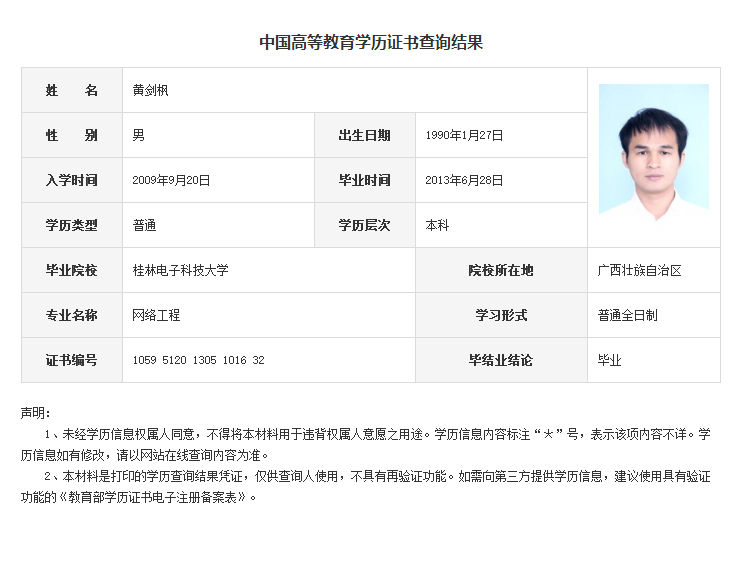 中国高等教育学历证书查询结果
姓 名 黄剑枫
性 别 男 出生日期 1990年1月27日
入学时间 2009年9月20日 毕业时间 2013年6月28日
学历类型 普通 学历层次 本科
毕业院校 桂林电子科技大学 院校所在地 广西壮族自治区
专业名称 网络工程 学习形式 普通全日制
证书编号 1059 5120 1305 1016 32 毕结业结论 毕业
声明：
1、未经学历信息权属人同意，不得将本材料用于违背权属人意愿之用途。学历信息内容标注“＊”号，表示该项内容不详。学
历信息如有修改，请以网站在线查询内容为准。
2、本材料是打印的学历查询结果凭证，仅供查询人使用，不具有再验证功能。如需向第三方提供学历信息，建议使用具有验证
功能的《教育部学历证书电子注册备案表》。